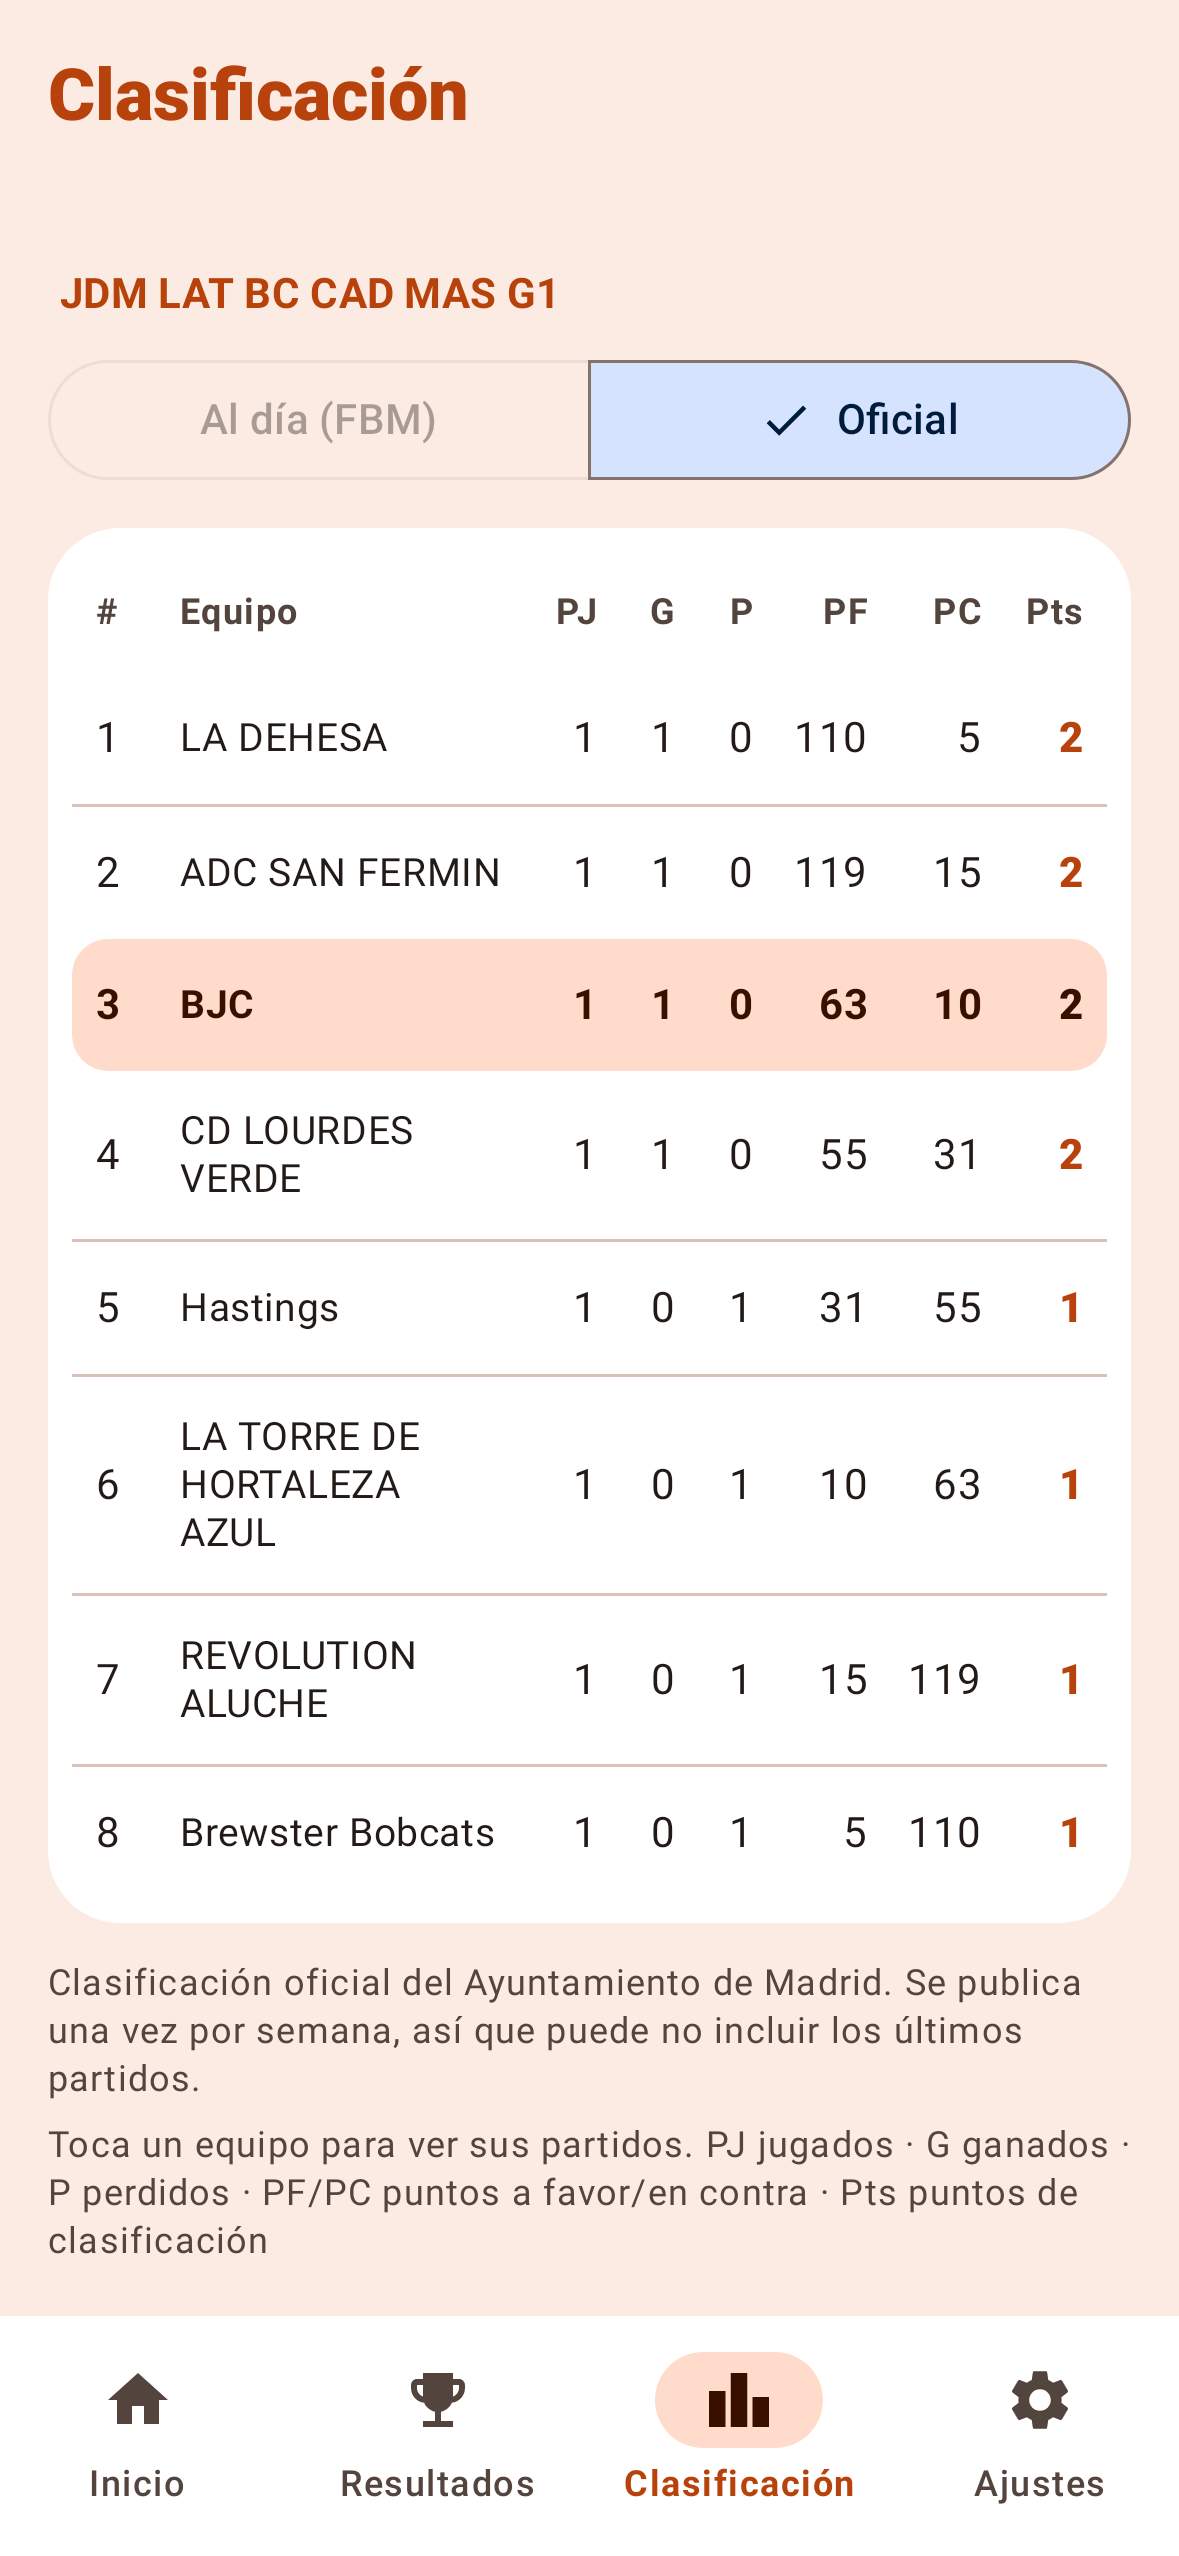 Clasificación
JDM LAT BC CAD MAS G1
Al día (FBM) Oficial
# Equipo PJ G P PF PC Pts
1 LA DEHESA 1 1 0 110 5 2
2 ADC SAN FERMIN 1 1 0 119 15 2
3 BJC 1 1 0 63 10 2
4 CD LOURDES VERDE 1 1 0 55 31 2
5 Hastings 1 0 1 31 55 1
6 LA TORRE DE HORTALEZA AZUL 1 0 1 10 63 1
7 REVOLUTION ALUCHE 1 0 1 15 119 1
8 Brewster Bobcats 1 0 1 5 110 1
Clasificación oficial del Ayuntamiento de Madrid. Se publica
una vez por semana, así que puede no incluir los últimos
partidos.
Toca un equipo para ver sus partidos. PJ jugados · G ganados ·
P perdidos · PF/PC puntos a favor/en contra · Pts puntos de
clasificación
Inicio Resultados Clasificación Ajustes